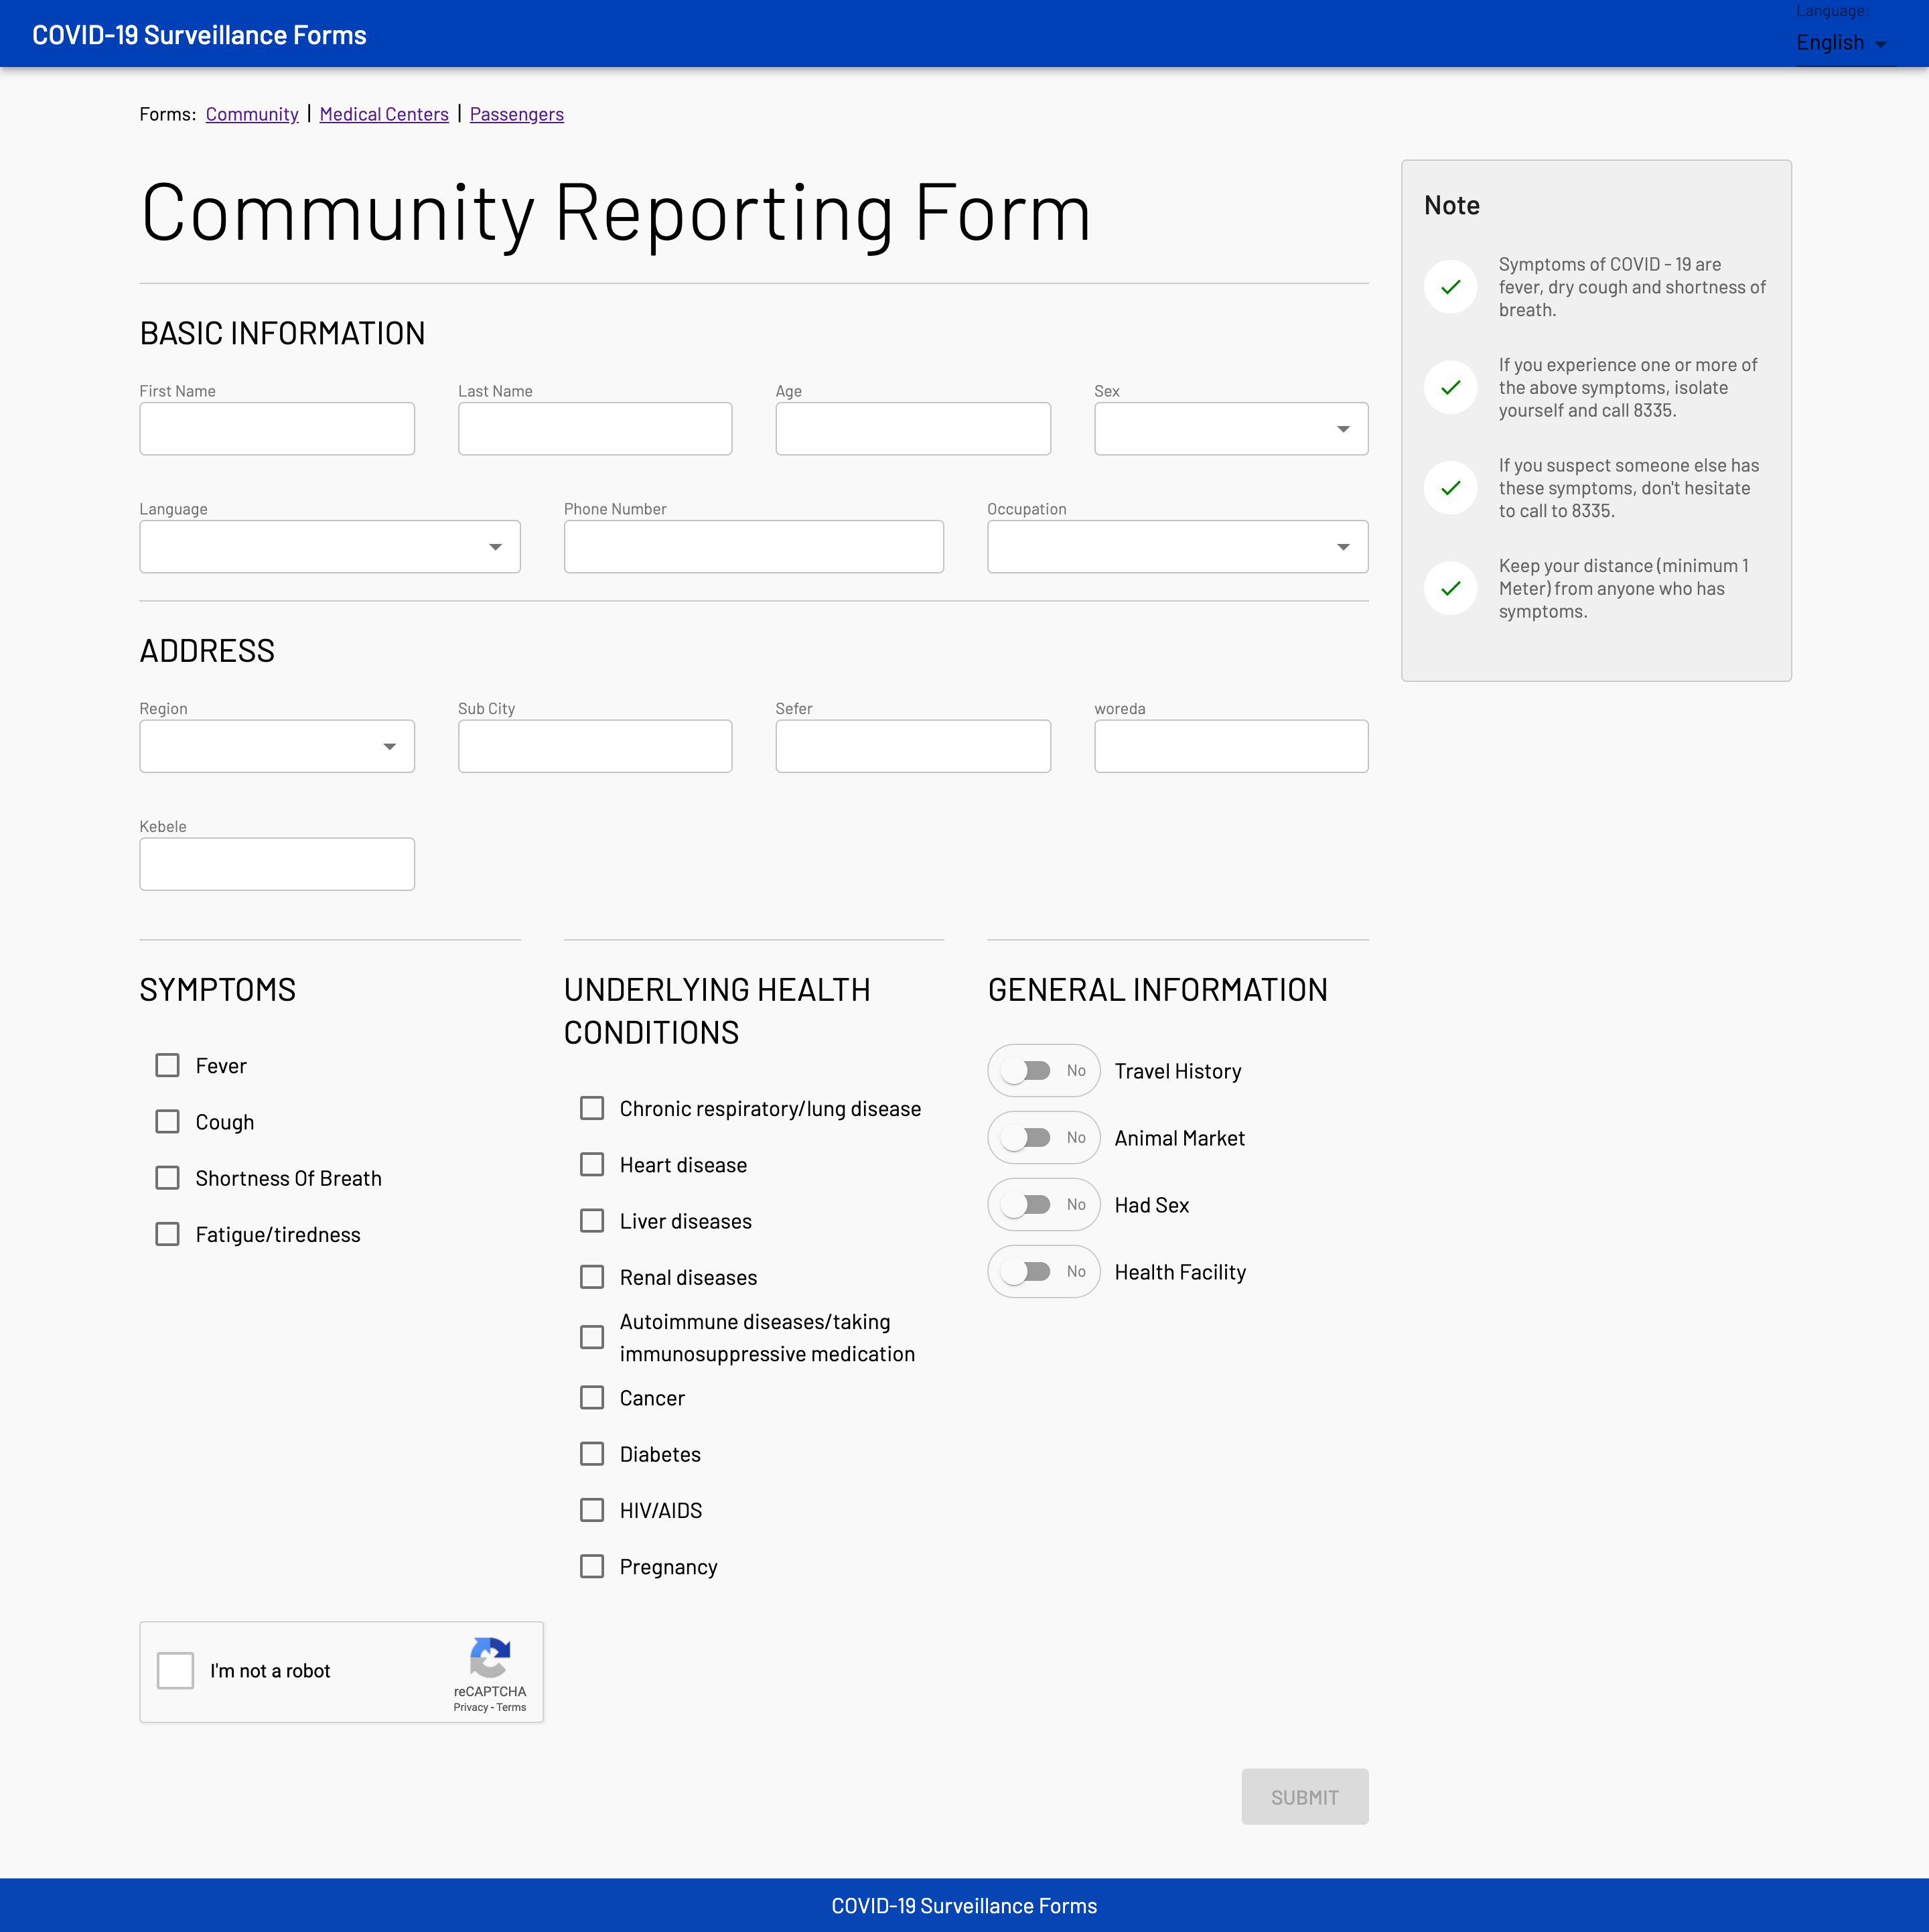 COVID-19 Surveillance Forms
Language:
English
Forms: Community | Medical Centers | Passengers
Community Reporting Form
BASIC INFORMATION
First Name
Last Name
Age
Sex
Language
Phone Number
Occupation
ADDRESS
Region
Sub City
Sefer
woreda
Kebele
SYMPTOMS
Fever
Cough
Shortness Of Breath
Fatigue/tiredness
UNDERLYING HEALTH
CONDITIONS
Chronic respiratory/lung disease
Heart disease
Liver diseases
Renal diseases
Autoimmune diseases/taking
immunosuppressive medication
Cancer
Diabetes
HIV/AIDS
Pregnancy
GENERAL INFORMATION
No Travel History
No Animal Market
No Had Sex
No Health Facility
I'm not a robot
reCAPTCHA
Privacy - Terms
SUBMIT
Note
Symptoms of COVID - 19 are
fever, dry cough and shortness of
breath.
If you experience one or more of
the above symptoms, isolate
yourself and call 8335.
If you suspect someone else has
these symptoms, don't hesitate
to call to 8335.
Keep your distance (minimum 1
Meter) from anyone who has
symptoms.
COVID-19 Surveillance Forms